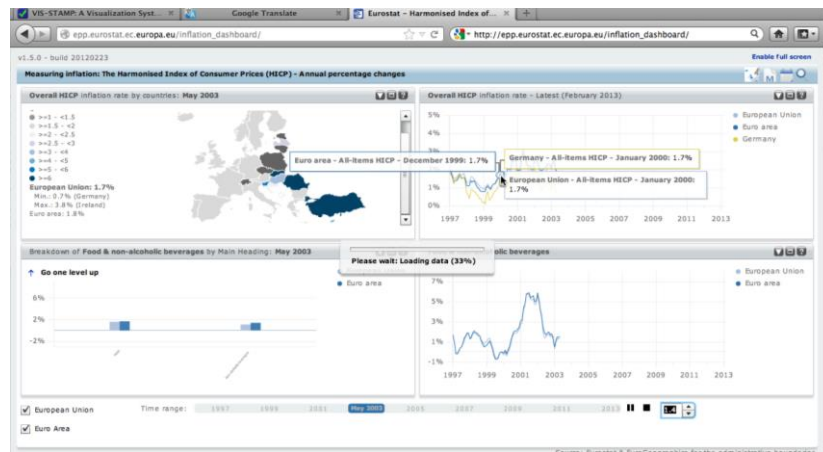 VIS-STAMP: A Visualization Syst...
Google Translate
Eurostat – Harmonised Index of...
epp.eurostat.ec.europa.eu/inflation_dashboard/
http://epp.eurostat.ec.europa.eu/inflation_dashboard/
v1.5.0 - build 20120223
Enable full screen
Measuring inflation: The Harmonised Index of Consumer Prices (HICP) - Annual percentage changes
Overall HICP inflation rate by countries: May 2003
>=1 - <1.5
>=1.5 - <2
>=2 - <2.5
>=2.5 - <3
>=3 - <4
>=4 - <5
>=5 - <6
>=6
European Union: 1.7%
Min.: 0.7% (Germany)
Max.: 3.8% (Ireland)
Euro area: 1.8%
Overall HICP inflation rate - Latest (February 2013)
5%
4%
1%
0%
1997 1999 2001 2003 2005 2007 2009 2011 2013
European Union
Euro area
Germany
Euro area - All-items HICP - December 1999: 1.7%
Germany - All-items HICP - January 2000: 1.7%
European Union - All-items HICP - January 2000: 1.7%
Breakdown of Food & non-alcoholic beverages by Main Heading: May 2003
Go one level up
6%
2%
-2%
Euro area
Please wait: Loading data (33%)
beverages
7%
5%
3%
1%
-1%
1997 1999 2001 2003 2005 2007 2009 2011 2013
European Union
Euro area
European Union
Euro Area
Time range: 1997 1999 2001 May 2003 2005 2007 2009 2011 2013